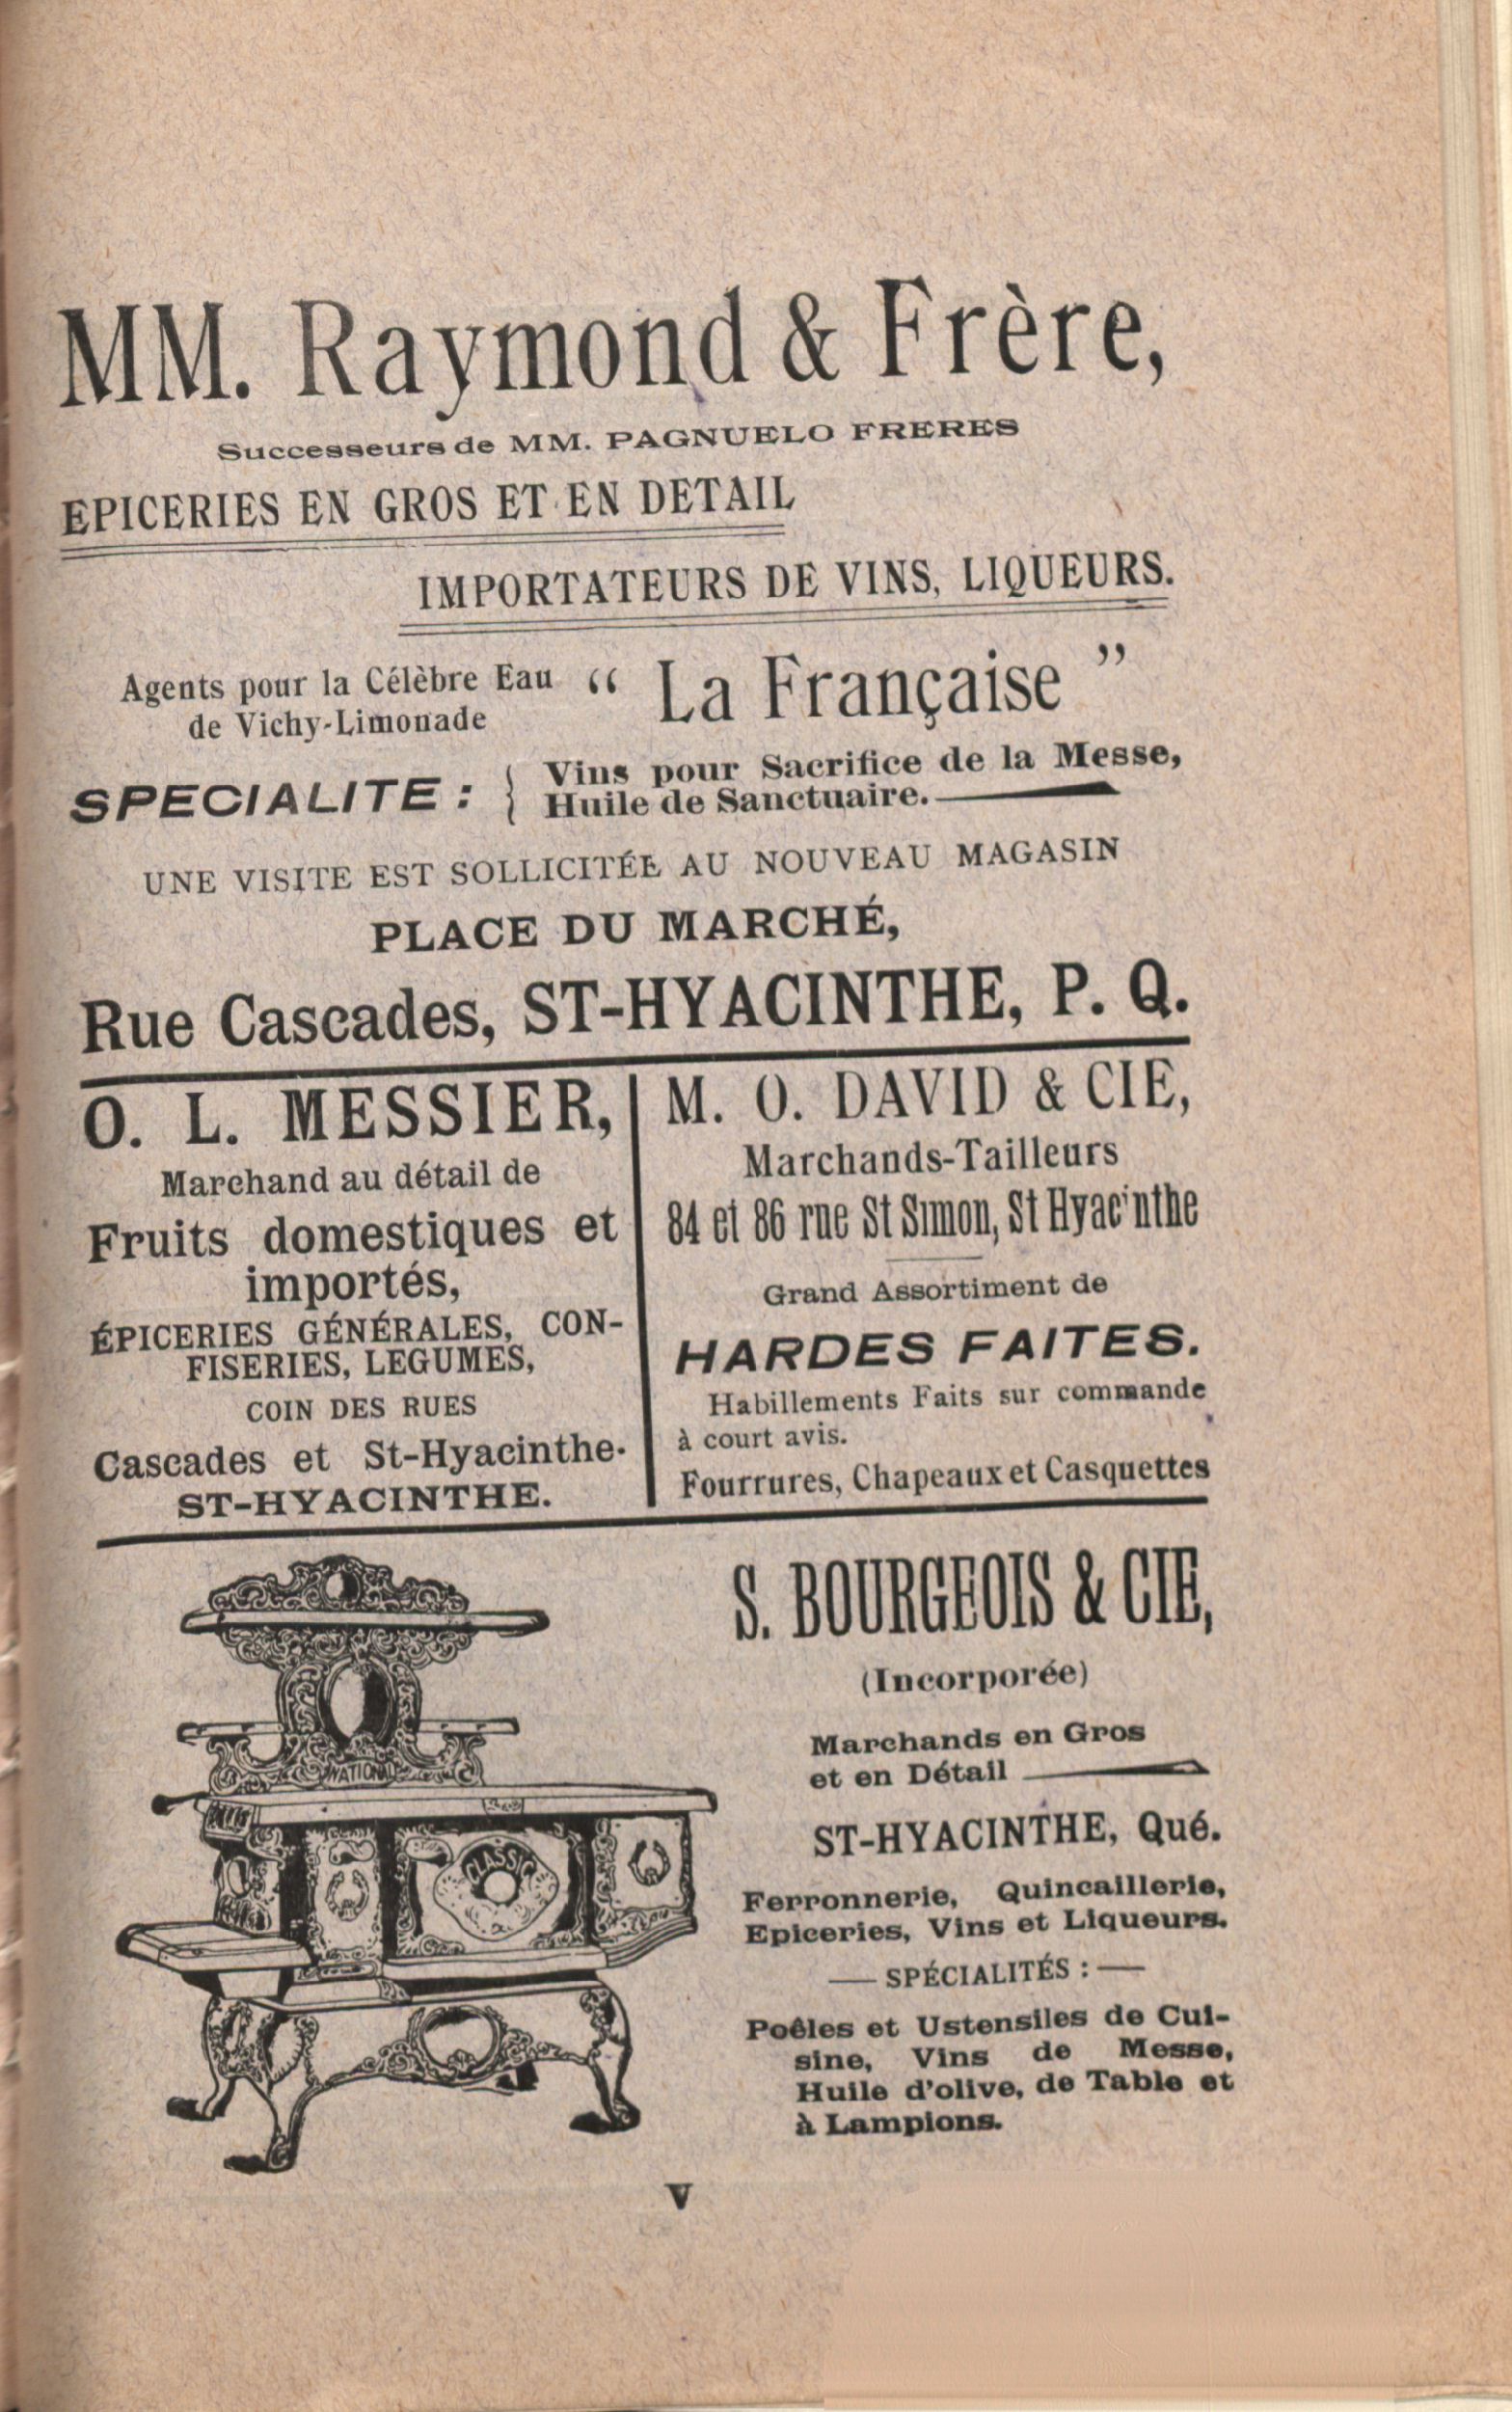 MM. Raymond & Frère,
Successeurs de MM. PAGNUELO FRERES
EPICERIES EN GROS ET EN DETAIL
IMPORTATEURS DE VINS, LIQUEURS.
Agents pour la Célèbre Eau
de Vichy-Limonade
“ La Française ”
SPECIALITE :
Vins pour Sacrifice de la Messe,
Huile de Sanctuaire.
UNE VISITE EST SOLLICITÉE AU NOUVEAU MAGASIN
PLACE DU MARCHÉ,
Rue Cascades, ST-HYACINTHE, P. Q.
O. L. MESSIER,
Marchand au détail de
Fruits domestiques et
importés,
ÉPICERIES GÉNÉRALES, CON-
FISERIES, LEGUMES,
COIN DES RUES
Cascades et St-Hyacinthe.
ST-HYACINTHE.
M. O. DAVID & CIE,
Marchands-Tailleurs
84 et 86 rue St Simon, St Hyacinthe
Grand Assortiment de
HARDES FAITES.
Habillements Faits sur commande
à court avis.
Fourrures, Chapeaux et Casquettes
NATIONAL
CLASSIC
S. BOURGEOIS & CIE,
(Incorporée)
Marchands en Gros
et en Détail
ST-HYACINTHE, Qué.
Ferronnerie, Quincaillerie,
Epiceries, Vins et Liqueurs.
— SPÉCIALITÉS : —
Poêles et Ustensiles de Cui-
sine, Vins de Messe,
Huile d'olive, de Table et
à Lampions.
V